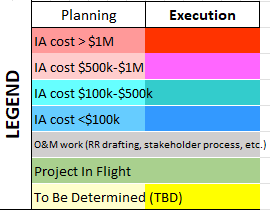 Planning Execution
LEGEND
IA cost > $1M
IA cost $500k-$1M
IA cost $100k-$500k
IA cost <$100k
O&M work (RR drafting, stakeholder process, etc.)
Project In Flight
To Be Determined (TBD)